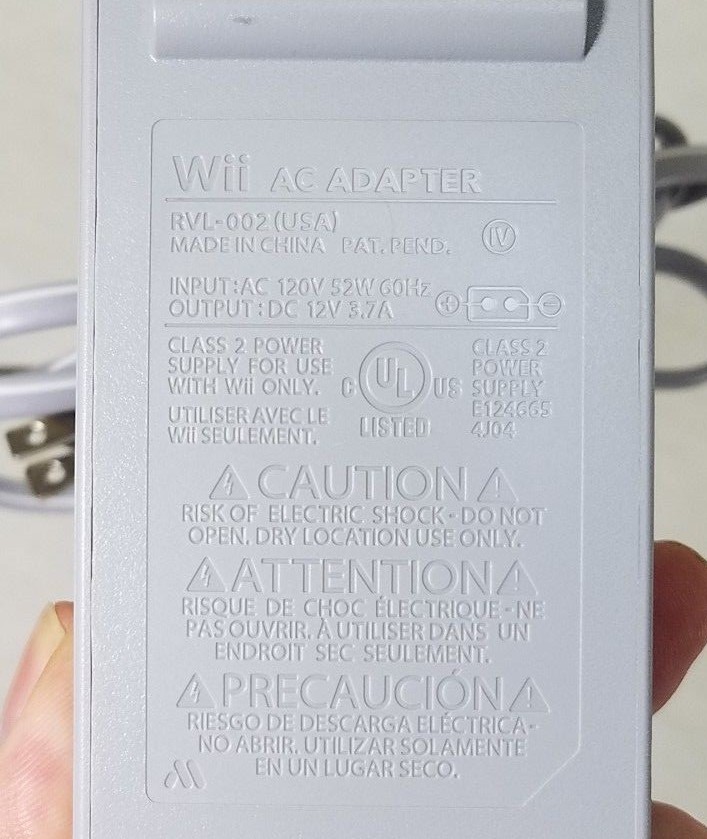 Wii AC ADAPTER
RVL-002 (USA)
MADE IN CHINA PAT. PEND.
IV
INPUT:AC 120V 52W 60Hz
OUTPUT:DC 12V 3.7A
CLASS 2 POWER
SUPPLY FOR USE
WITH Wii ONLY.
UTILISER AVEC LE
Wii SEULEMENT.
C UL US
LISTED
CLASS 2
POWER
SUPPLY
E124665
4J04
CAUTION
RISK OF ELECTRIC SHOCK - DO NOT
OPEN. DRY LOCATION USE ONLY.
ATTENTION
RISQUE DE CHOC ÉLECTRIQUE - NE
PAS OUVRIR. À UTILISER DANS UN
ENDROIT SEC SEULEMENT.
PRECAUCIÓN
RIESGO DE DESCARGA ELÉCTRICA-
NO ABRIR. UTILIZAR SOLAMENTE
EN UN LUGAR SECO.